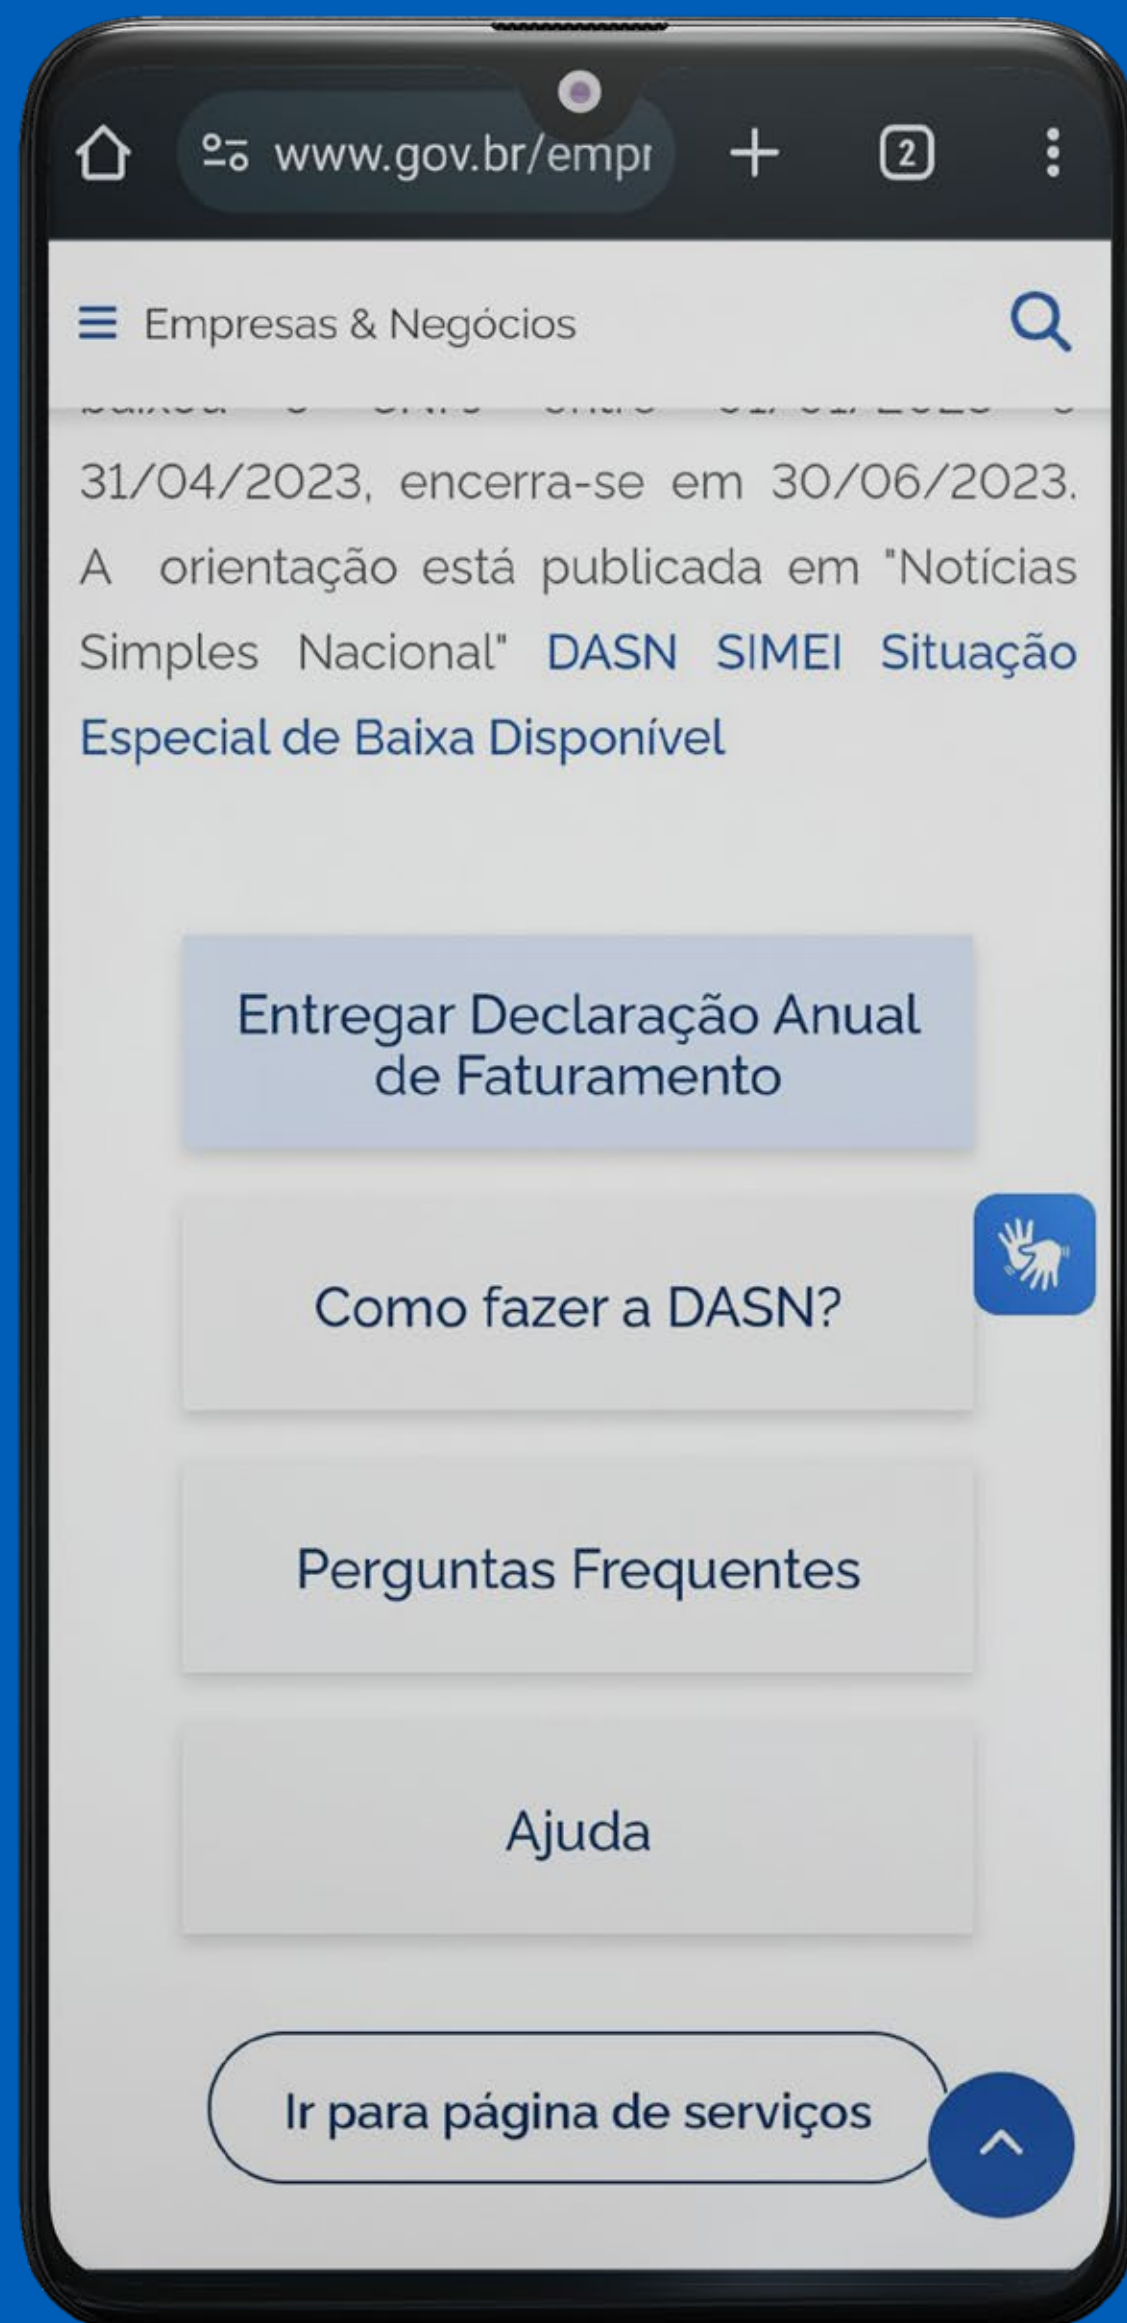 www.gov.br/empr
2
Empresas & Negócios
31/04/2023, encerra-se em 30/06/2023.
A orientação está publicada em "Notícias
Simples Nacional" DASN SIMEI Situação
Especial de Baixa Disponível
Entregar Declaração Anual
de Faturamento
Como fazer a DASN?
Perguntas Frequentes
Ajuda
Ir para página de serviços